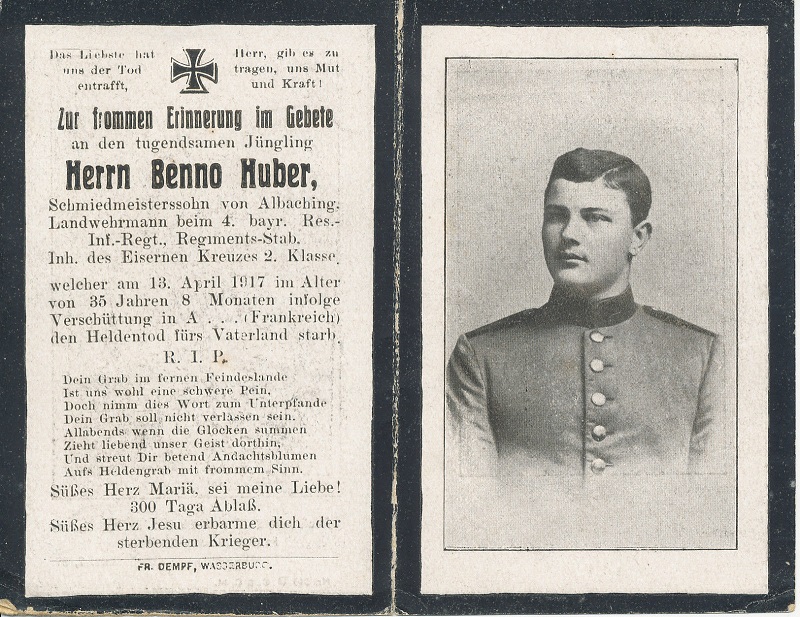 Das Liebste hat
uns der Tod
entrafft,
Herr, gib es zu
tragen, uns Mut
und Kraft!
Zur frommen Erinnerung im Gebete
an den tugendsamen Jüngling
Herrn Benno Huber,
Schmiedmeisterssohn von Albaching,
Landwehrmann beim 4. bayr. Res.-
Inf.-Regt., Regiments-Stab.
Inh. des Eisernen Kreuzes 2. Klasse,
welcher am 13. April 1917 im Alter
von 35 Jahren 8 Monaten infolge
Verschüttung in A . . . (Frankreich)
den Heldentod fürs Vaterland starb.
R. I. P.
Dein Grab im fernen Feindeslande
Ist uns wohl eine schwere Pein,
Doch nimm dies Wort zum Unterpfande
Dein Grab soll nicht verlassen sein.
Allabends wenn die Glocken summen
Zieht liebend unser Geist dorthin,
Und streut Dir betend Andachtsblumen
Aufs Heldengrab mit frommem Sinn.
Süßes Herz Mariä, sei meine Liebe!
300 Taga Ablaß.
Süßes Herz Jesu erbarme dich der
sterbenden Krieger.
FR. DEMPF, WASSERBURG.